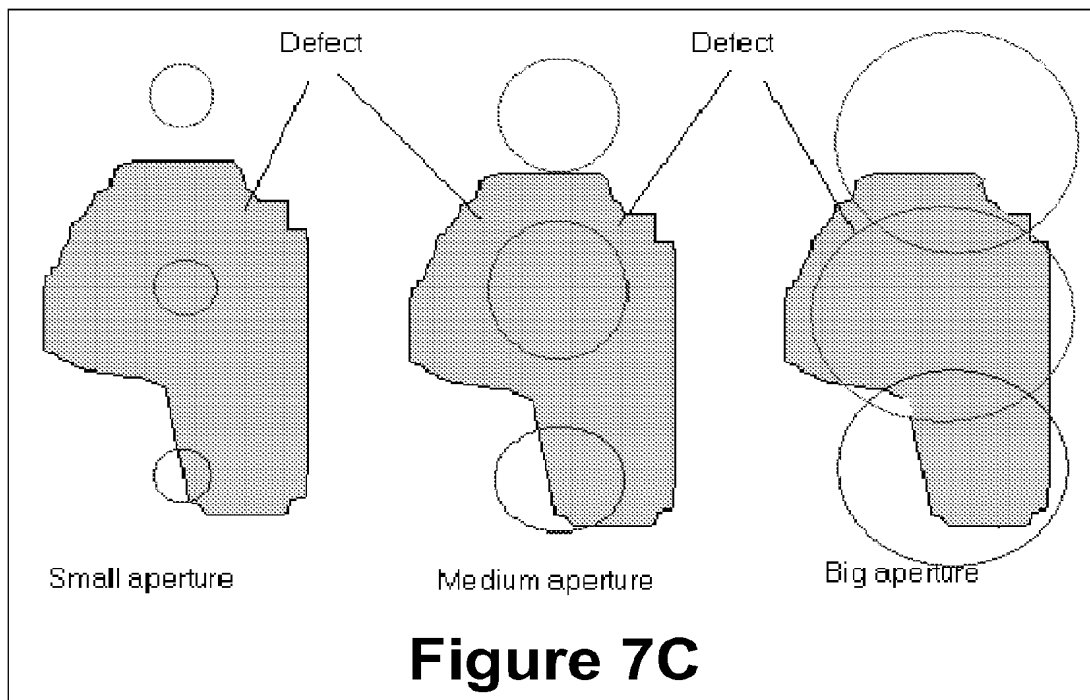 Defect
Defect
Small aperture
Medium aperture
Big aperture
Figure 7C